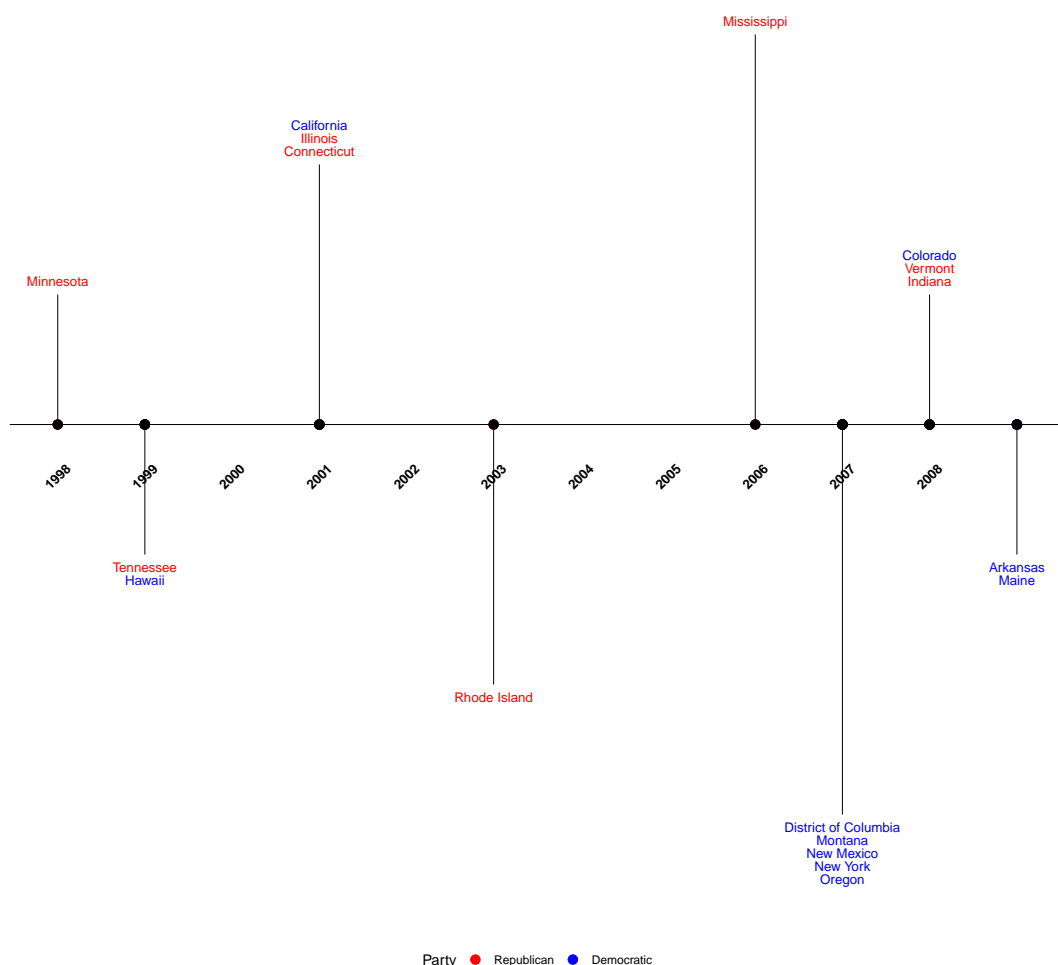 Mississippi
California
Illinois
Connecticut
Colorado
Vermont
Indiana
Minnesota
1998
1999
2000
2001
2002
2003
2004
2005
2006
2007
2008
Tennessee
Hawaii
Arkansas
Maine
Rhode Island
District of Columbia
Montana
New Mexico
New York
Oregon
Party Republican Democratic